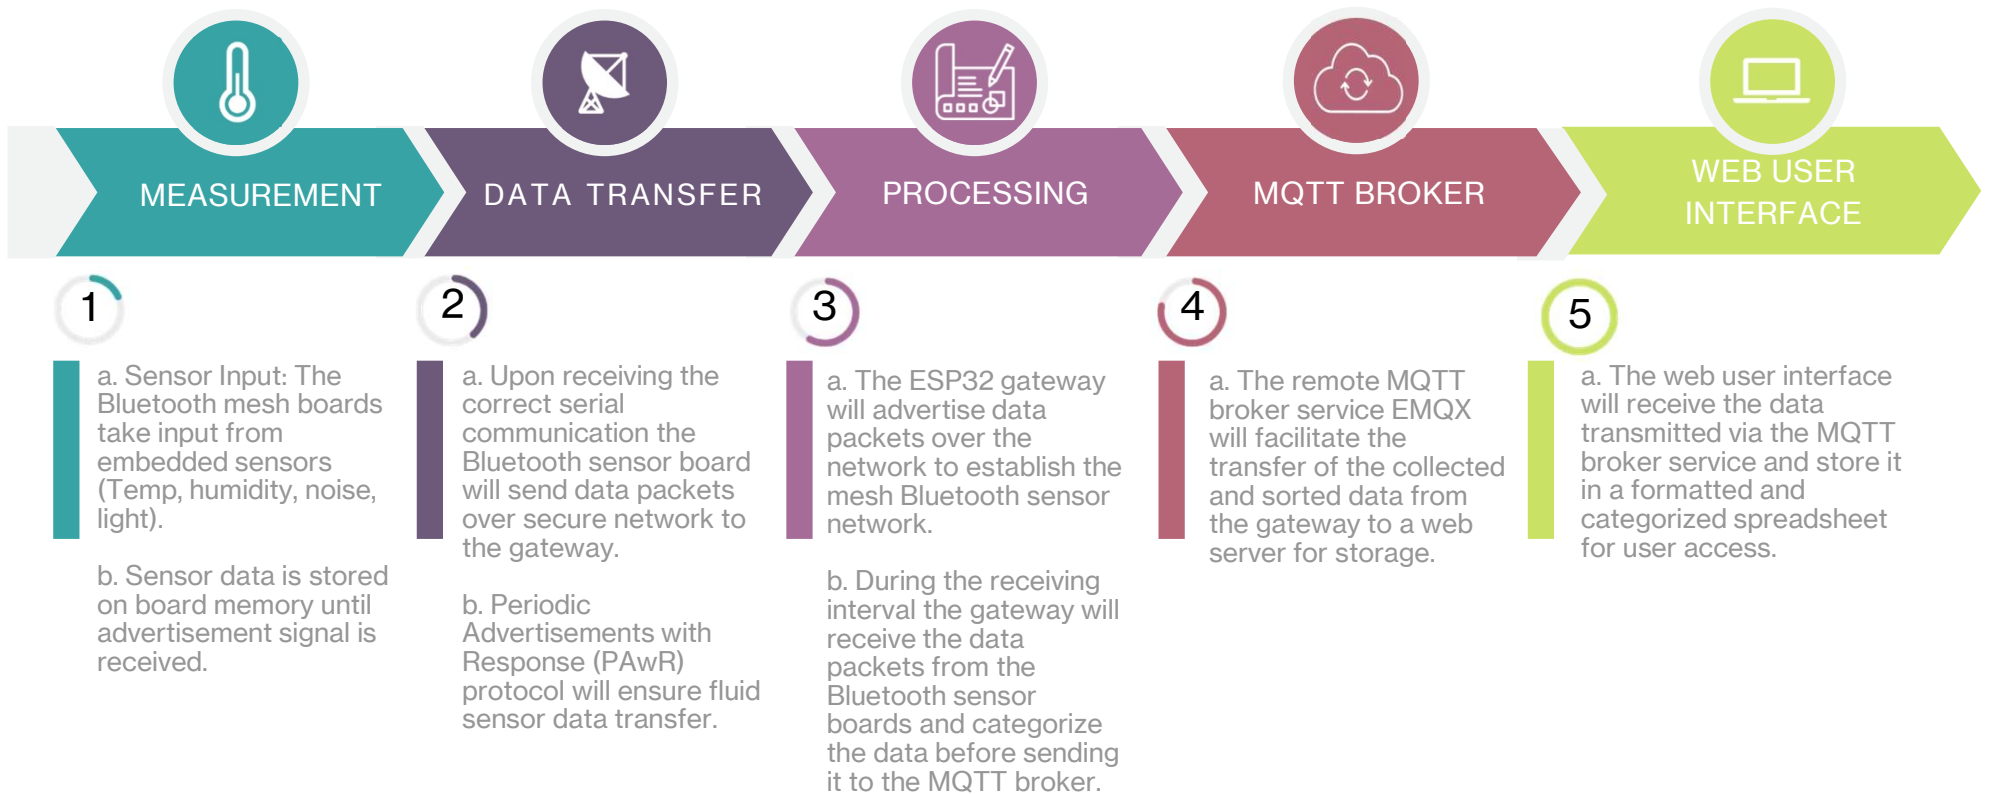 MEASUREMENT
DATA TRANSFER
PROCESSING
MQTT BROKER
WEB USER
INTERFACE
1
a. Sensor Input: The
Bluetooth mesh boards
take input from
embedded sensors
(Temp, humidity, noise,
light).
b. Sensor data is stored
on board memory until
advertisement signal is
received.
2
a. Upon receiving the
correct serial
communication the
Bluetooth sensor board
will send data packets
over secure network to
the gateway.
b. Periodic
Advertisements with
Response (PAwR)
protocol will ensure fluid
sensor data transfer.
3
a. The ESP32 gateway
will advertise data
packets over the
network to establish the
mesh Bluetooth sensor
network.
b. During the receiving
interval the gateway will
receive the data
packets from the
Bluetooth sensor
boards and categorize
the data before sending
it to the MQTT broker.
4
a. The remote MQTT
broker service EMQX
will facilitate the
transfer of the collected
and sorted data from
the gateway to a web
server for storage.
5
a. The web user interface
will receive the data
transmitted via the MQTT
broker service and store it
in a formatted and
categorized spreadsheet
for user access.